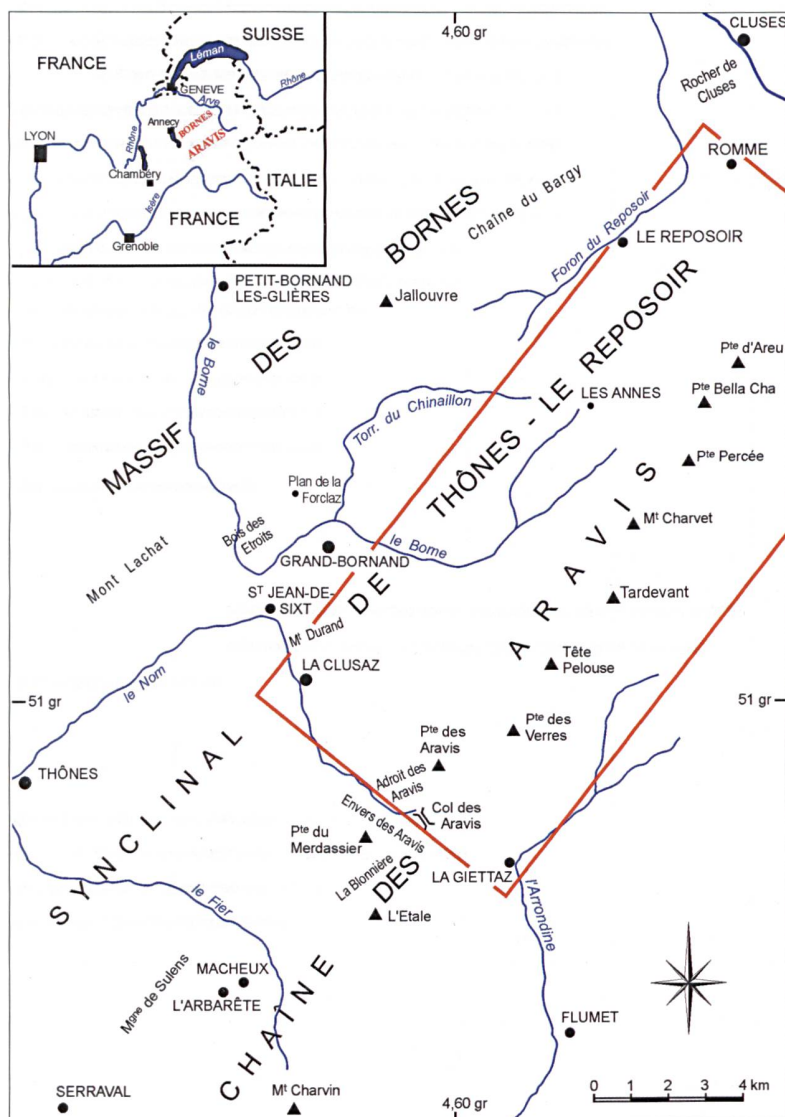 4,60 gr
CLUSES
Rocher de
Cluses
SUISSE
FRANCE
Léman
Rhône
GENEVE
Arve
Annecy
BORNES
ARAVIS
LYON
Rhône
Chambéry
ITALIE
Isére
FRANCE
Grenoble
ROMME
Chaîne du Bargy
Foron du Reposoir
LE REPOSOIR
PETIT-BORNAND
LES-GLIÈRES
Jallouvre
le Borne
MASSIF DES BORNES
Pte d'Areu
Pte Bella Cha
LES ANNES
Torr. du Chinaillon
Pte Percée
Plan de la
Forclaz
Mt Charvet
Bois des
Etroits
le Borne
GRAND-BORNAND
Mont Lachat
ST JEAN-DE-
SIXT
Tardevant
Mt Durand
Tête
Pelouse
LA CLUSAZ
le Nom
51 gr
51 gr
Pte des
Verres
Pte des
Aravis
THÔNES
Adroit des
Aravis
Col des
Aravis
Envers des Aravis
Pte du
Merdassier
La Blonnière
LA GIETTAZ
SYNCLINAL DE THÔNES - LE REPOSOIR
le Fier
L'Etale
l'Arrondine
MACHEUX
L'ARBARÊTE
Mgne de Sulens
CHAÎNE DES ARAVIS
FLUMET
SERRAVAL
Mt Charvin
4,60 gr
0 1 2 3 4 km